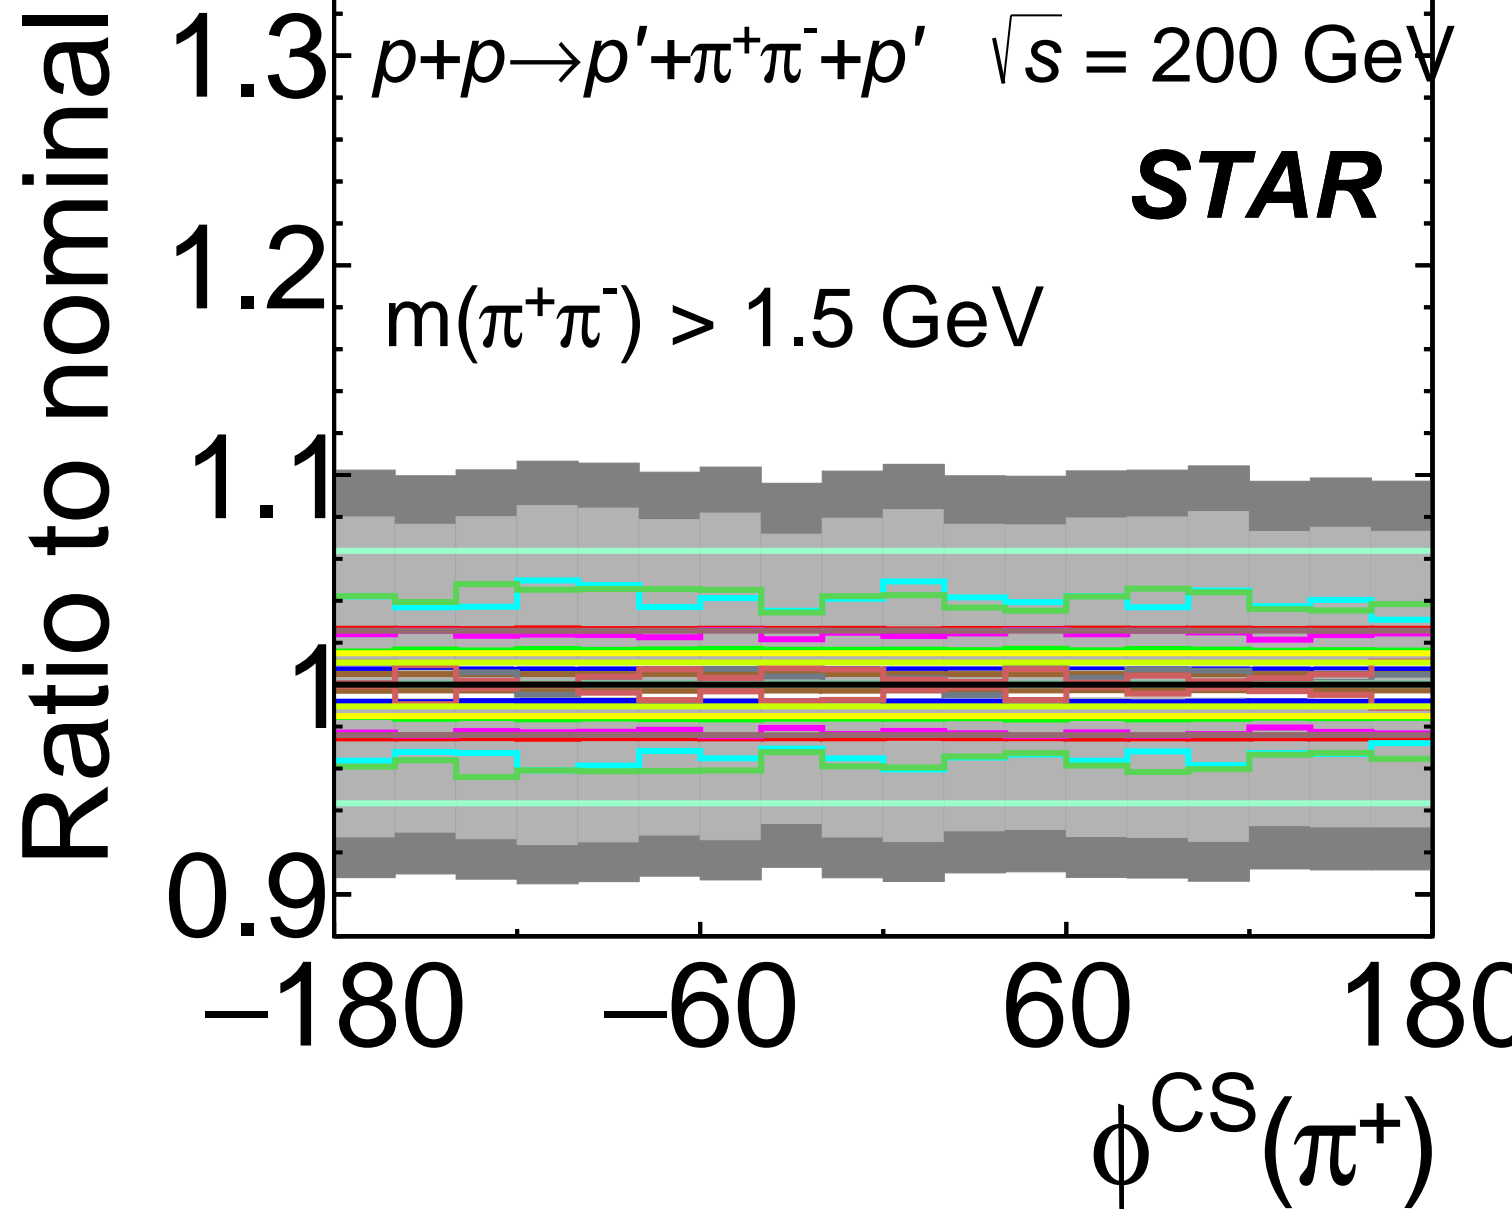 Ratio to nominal
1.3
1.2
1.1
1
0.9
p+p→p′+π⁺π⁻+p′ √s = 200 GeV
STAR
m(π⁺π⁻) > 1.5 GeV
−180 −60 60 180
ϕ^CS(π⁺)